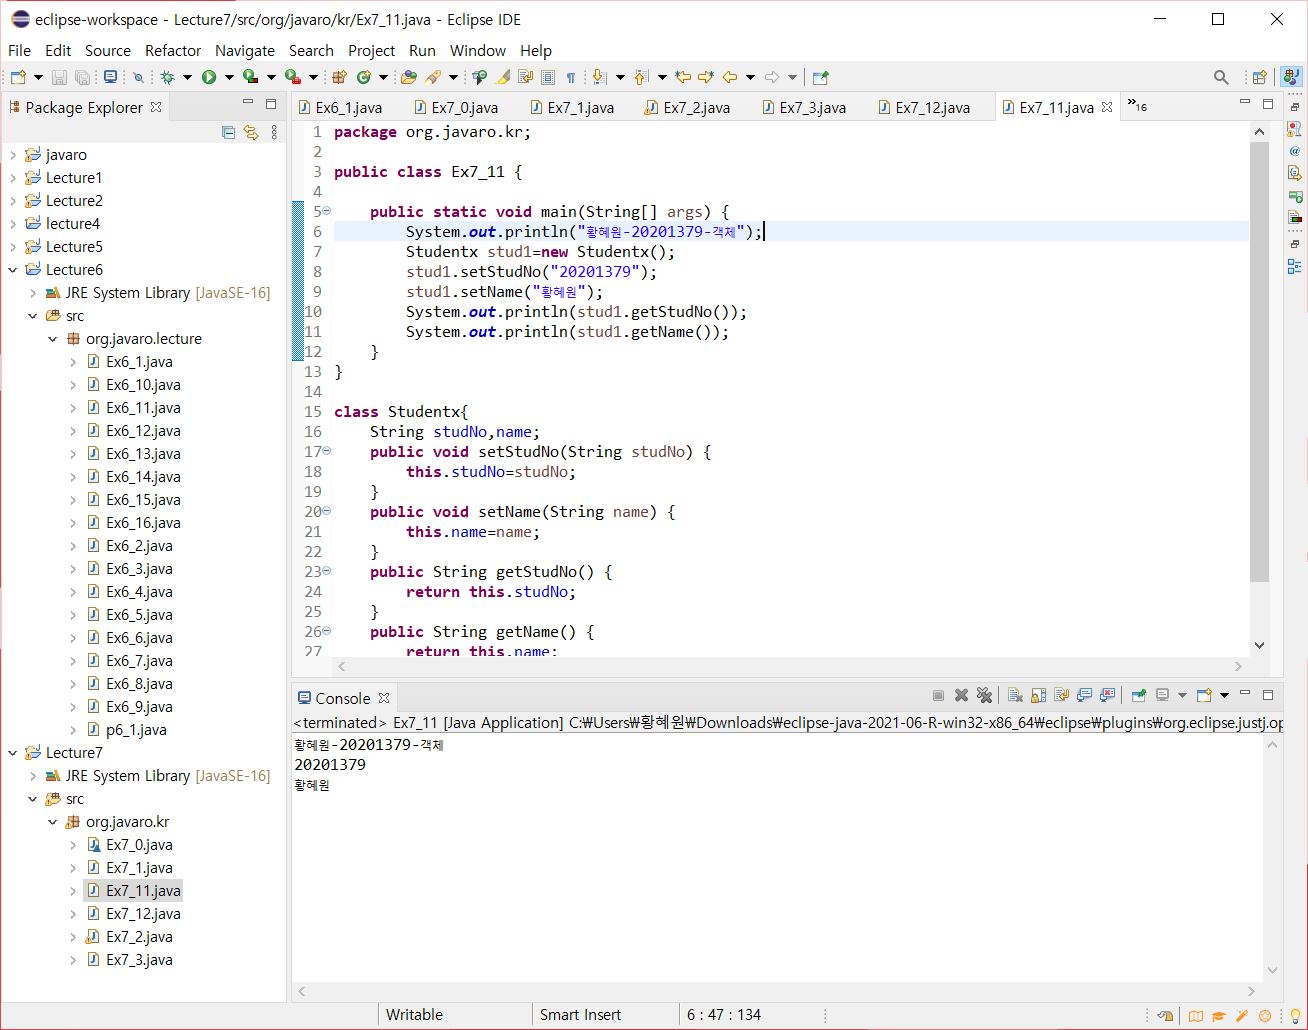 eclipse-workspace - Lecture7/src/org/javaro/kr/Ex7_11.java - Eclipse IDE
File Edit Source Refactor Navigate Search Project Run Window Help
Package Explorer
javaro
Lecture1
Lecture2
lecture4
Lecture5
Lecture6
JRE System Library [JavaSE-16]
src
org.javaro.lecture
Ex6_1.java
Ex6_10.java
Ex6_11.java
Ex6_12.java
Ex6_13.java
Ex6_14.java
Ex6_15.java
Ex6_16.java
Ex6_2.java
Ex6_3.java
Ex6_4.java
Ex6_5.java
Ex6_6.java
Ex6_7.java
Ex6_8.java
Ex6_9.java
p6_1.java
Lecture7
JRE System Library [JavaSE-16]
src
org.javaro.kr
Ex7_0.java
Ex7_1.java
Ex7_11.java
Ex7_12.java
Ex7_2.java
Ex7_3.java
Ex6_1.java Ex7_0.java Ex7_1.java Ex7_2.java Ex7_3.java Ex7_12.java Ex7_11.java »16
1 package org.javaro.kr;
2
3 public class Ex7_11 {
4
5 public static void main(String[] args) {
6 System.out.println("황혜원-20201379-객체");
7 Studentx stud1=new Studentx();
8 stud1.setStudNo("20201379");
9 stud1.setName("황혜원");
10 System.out.println(stud1.getStudNo());
11 System.out.println(stud1.getName());
12 }
13 }
14
15 class Studentx{
16 String studNo,name;
17 public void setStudNo(String studNo) {
18 this.studNo=studNo;
19 }
20 public void setName(String name) {
21 this.name=name;
22 }
23 public String getStudNo() {
24 return this.studNo;
25 }
26 public String getName() {
27 return this.name;
Console
<terminated> Ex7_11 [Java Application] C:₩Users₩황혜원₩Downloads₩eclipse-java-2021-06-R-win32-x86_64₩eclipse₩plugins₩org.eclipse.justj.op
황혜원-20201379-객체
20201379
황혜원
Writable Smart Insert 6 : 47 : 134